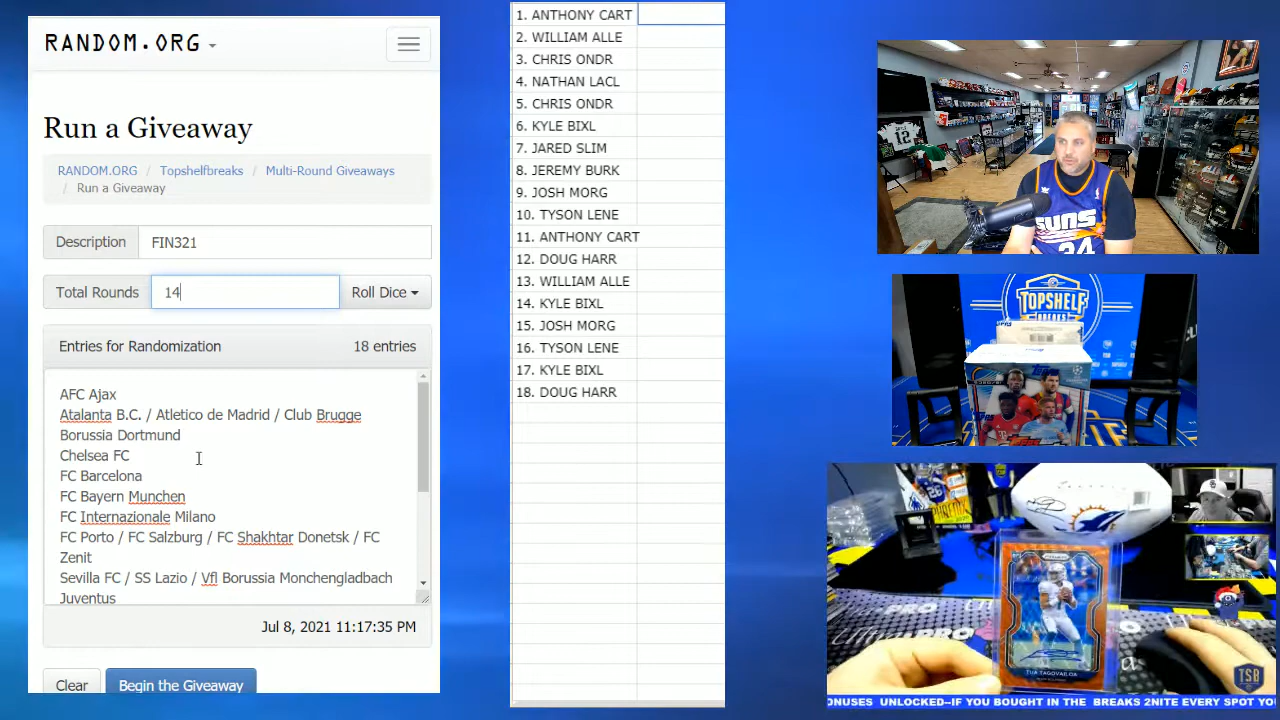 RANDOM.ORG
Run a Giveaway
RANDOM.ORG / Topshelfbreaks / Multi-Round Giveaways
/ Run a Giveaway
Description FIN321
Total Rounds 14 Roll Dice
Entries for Randomization 18 entries
AFC Ajax
Atalanta B.C. / Atletico de Madrid / Club Brugge
Borussia Dortmund
Chelsea FC
FC Barcelona
FC Bayern Munchen
FC Internazionale Milano
FC Porto / FC Salzburg / FC Shakhtar Donetsk / FC
Zenit
Sevilla FC / SS Lazio / Vfl Borussia Monchengladbach
Juventus
Jul 8, 2021 11:17:35 PM
Clear Begin the Giveaway
1. ANTHONY CART
2. WILLIAM ALLE
3. CHRIS ONDR
4. NATHAN LACL
5. CHRIS ONDR
6. KYLE BIXL
7. JARED SLIM
8. JEREMY BURK
9. JOSH MORG
10. TYSON LENE
11. ANTHONY CART
12. DOUG HARR
13. WILLIAM ALLE
14. KYLE BIXL
15. JOSH MORG
16. TYSON LENE
17. KYLE BIXL
18. DOUG HARR
12
SUNS
34
TOPSHELF
BREAKS
TUA TAGOVAILOA
TSB
ONUSES UNLOCKED--IF YOU BOUGHT IN THE BREAKS 2NITE EVERY SPOT YO